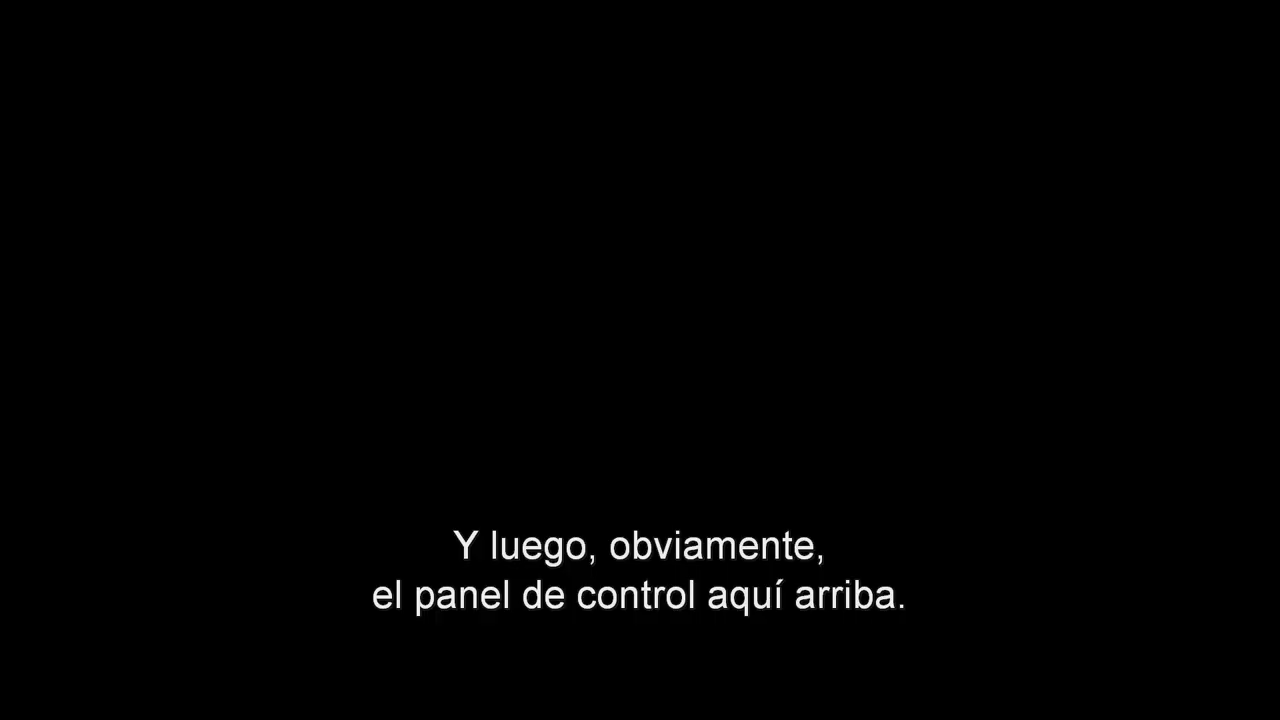 Y luego, obviamente,
el panel de control aquí arriba.